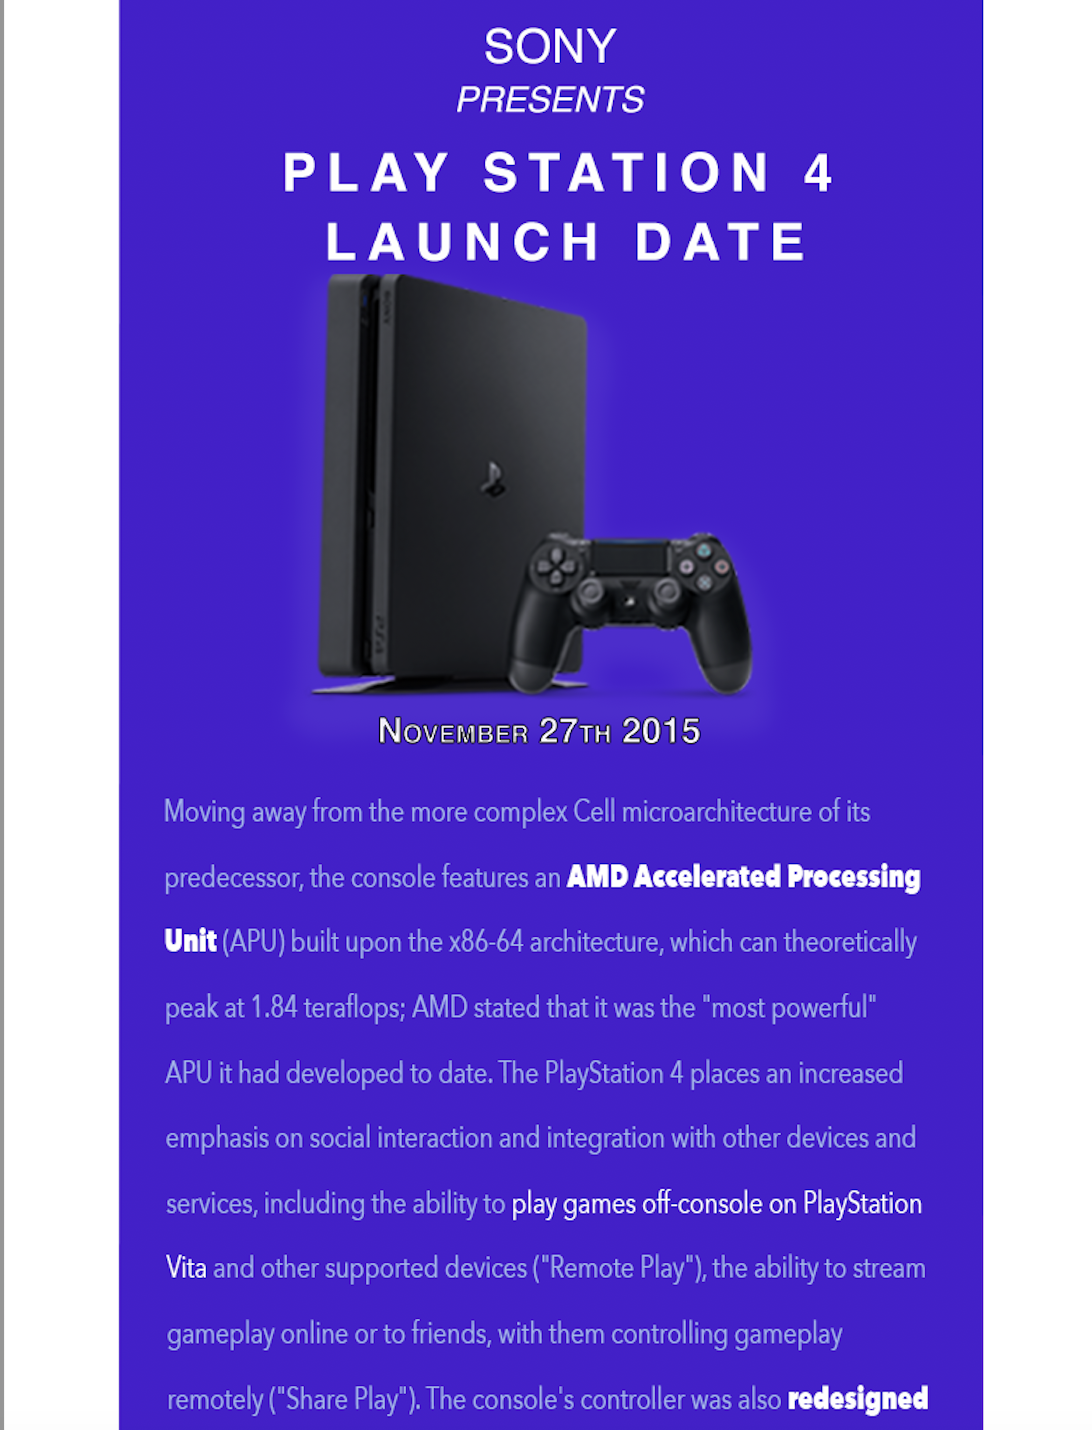 SONY
PRESENTS
PLAY STATION 4
LAUNCH DATE
SONY
PS4
NOVEMBER 27TH 2015
Moving away from the more complex Cell microarchitecture of its
predecessor, the console features an AMD Accelerated Processing
Unit (APU) built upon the x86-64 architecture, which can theoretically
peak at 1.84 teraflops; AMD stated that it was the "most powerful"
APU it had developed to date. The PlayStation 4 places an increased
emphasis on social interaction and integration with other devices and
services, including the ability to play games off-console on PlayStation
Vita and other supported devices ("Remote Play"), the ability to stream
gameplay online or to friends, with them controlling gameplay
remotely ("Share Play"). The console's controller was also redesigned